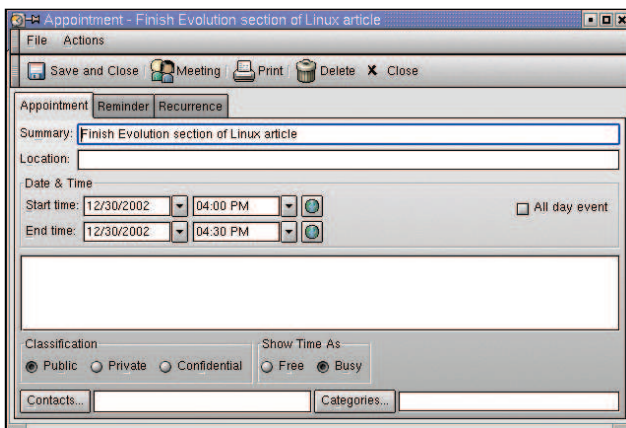 Appointment - Finish Evolution section of Linux article
File Actions
Save and Close Meeting Print Delete X Close
Appointment Reminder Recurrence
Summary: Finish Evolution section of Linux article
Location:
Date & Time
Start time: 12/30/2002 04:00 PM All day event
End time: 12/30/2002 04:30 PM
Classification Show Time As
Public Private Confidential Free Busy
Contacts... Categories...